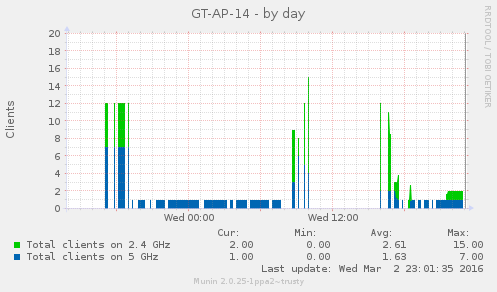 GT-AP-14 - by day
RRDTOOL / TOBI OETIKER
Clients
20
18
16
14
12
10
8
6
4
2
0
Wed 00:00 Wed 12:00
Cur: Min: Avg: Max:
Total clients on 2.4 GHz 2.00 0.00 2.61 15.00
Total clients on 5 GHz 1.00 0.00 1.63 7.00
Last update: Wed Mar 2 23:01:35 2016
Munin 2.0.25-1ppa2~trusty